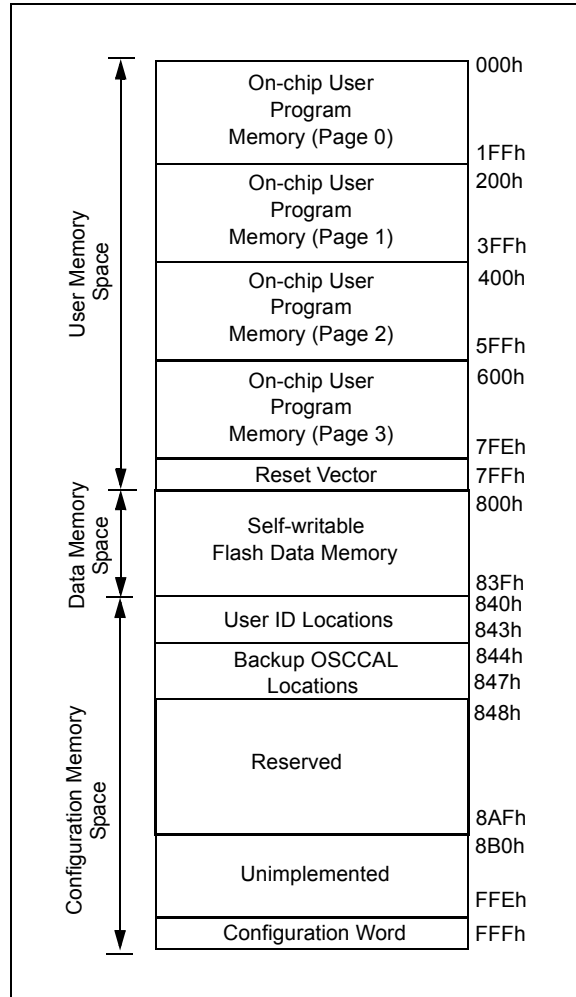 000h
On-chip User
Program
Memory (Page 0)
1FFh
200h
On-chip User
Program
Memory (Page 1)
3FFh
400h
On-chip User
Program
Memory (Page 2)
5FFh
600h
On-chip User
Program
Memory (Page 3)
7FEh
Reset Vector
7FFh
User Memory
Space
800h
Self-writable
Flash Data Memory
83Fh
Data Memory
Space
840h
User ID Locations
843h
844h
Backup OSCCAL
Locations
847h
848h
Reserved
8AFh
8B0h
Unimplemented
FFEh
Configuration Word
FFFh
Configuration Memory
Space